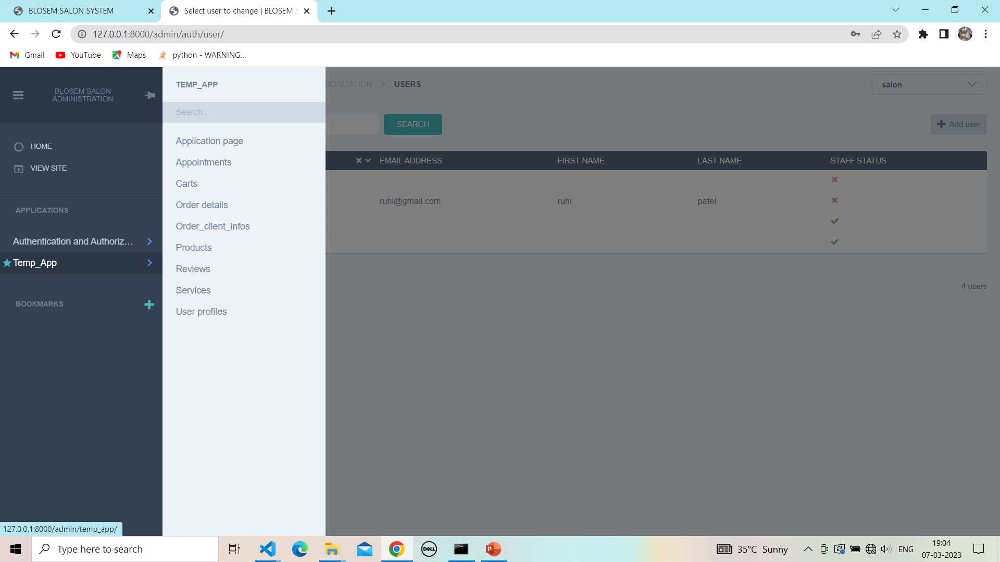 BLOSEM SALON SYSTEM
Select user to change | BLOSEM S
127.0.0.1:8000/admin/auth/user/
Gmail
YouTube
Maps
python - WARNING...
BLOSEM SALON
ADMINISTRATION
HOME
VIEW SITE
APPLICATIONS
Authentication and Authoriz...
Temp_App
BOOKMARKS
TEMP_APP
Search...
Application page
Appointments
Carts
Order details
Order_client_infos
Products
Reviews
Services
User profiles
HORIZATION
USERS
salon
SEARCH
Add user
EMAIL ADDRESS FIRST NAME LAST NAME STAFF STATUS
ruhi@gmail.com ruhi patel
4 users
127.0.0.1:8000/admin/temp_app/
Type here to search
DELL
35°C Sunny
ENG
19:04
07-03-2023